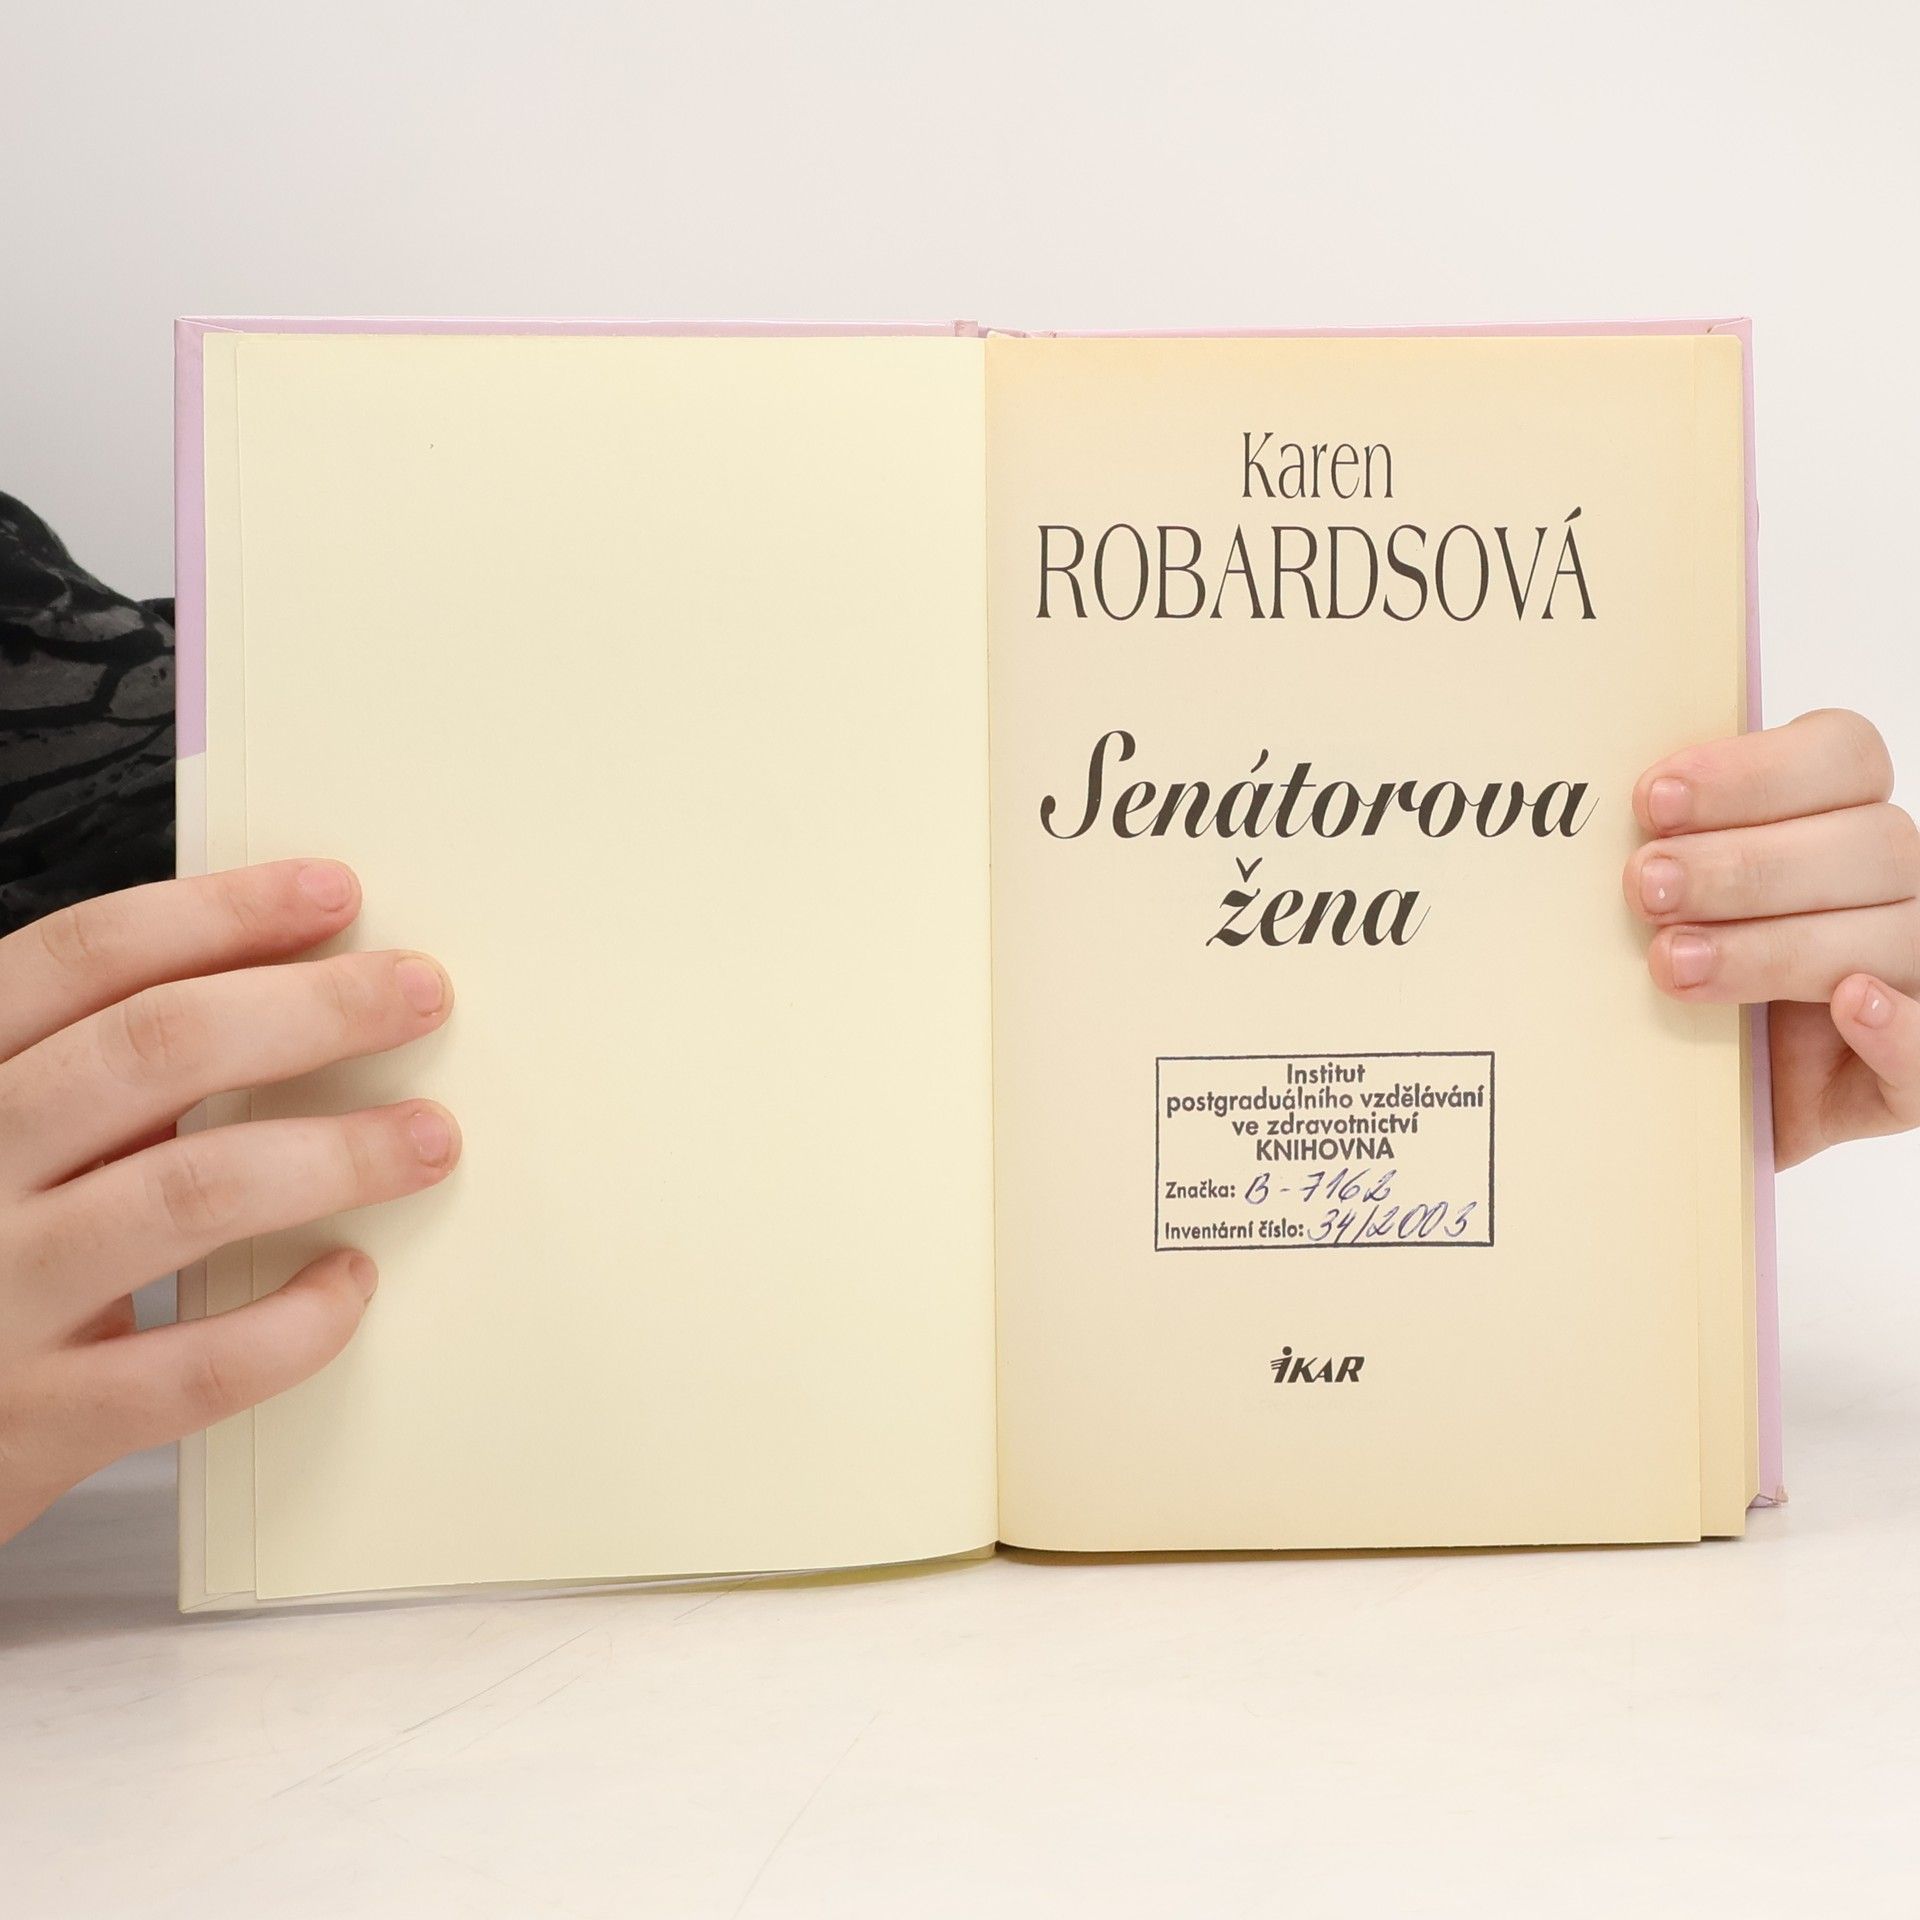 Karen
ROBARDSOVÁ
Senátorova
žena
Institut
postgraduálního vzdělávání
ve zdravotnictví
KNIHOVNA
Značka: B-7162
Inventární číslo: 34/2003
IKAR